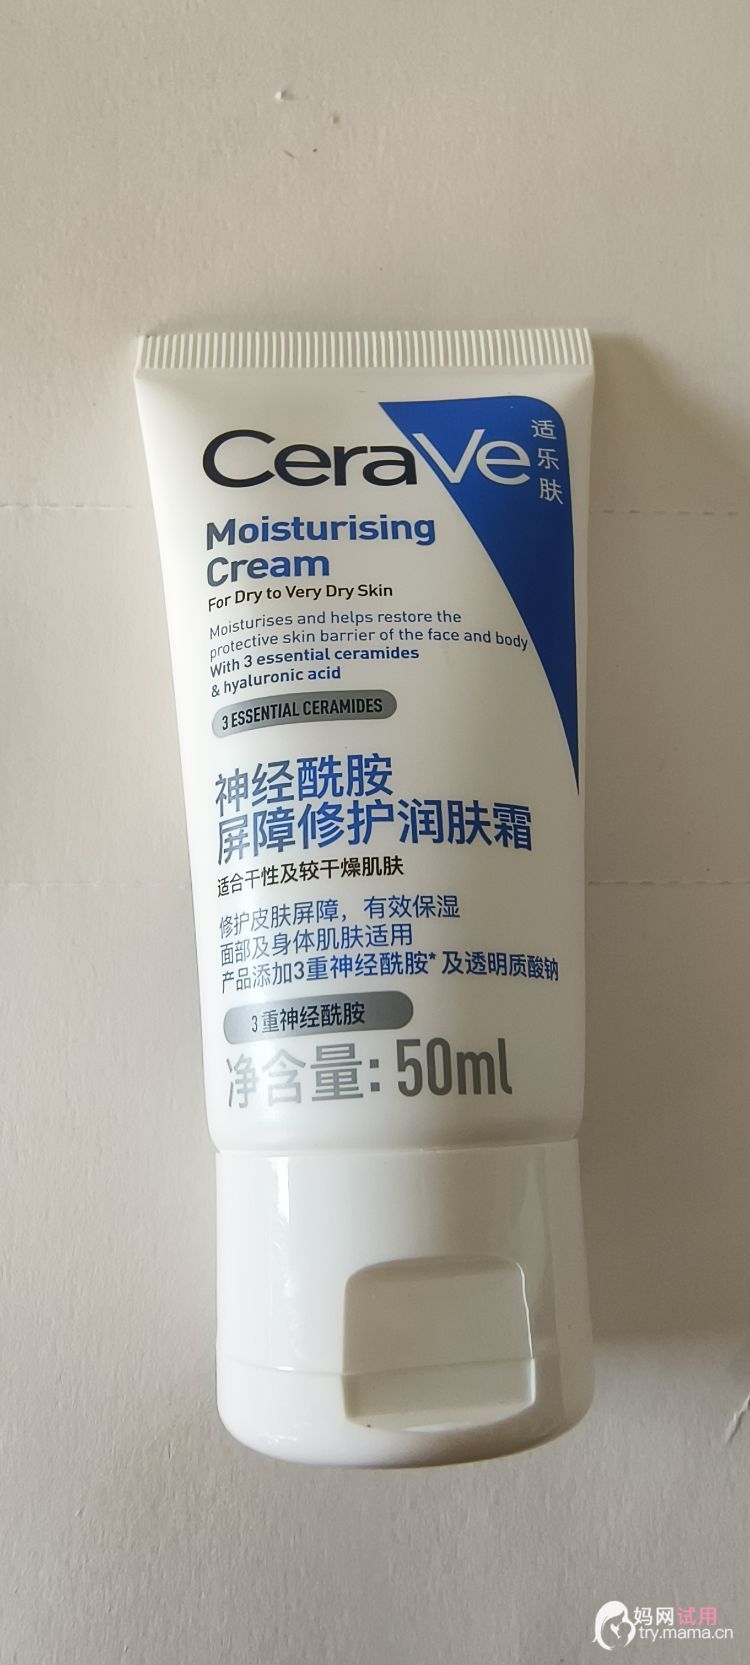 CeraVe
适乐肤
Moisturising
Cream
For Dry to Very Dry Skin
Moisturises and helps restore the
protective skin barrier of the face and body
With 3 essential ceramides
& hyaluronic acid
3 ESSENTIAL CERAMIDES
神经酰胺
屏障修护润肤霜
适合干性及较干燥肌肤
修护皮肤屏障，有效保湿
面部及身体肌肤适用
产品添加3重神经酰胺*及透明质酸钠
3重神经酰胺
净含量：50ml
妈网试用
try.mama.cn